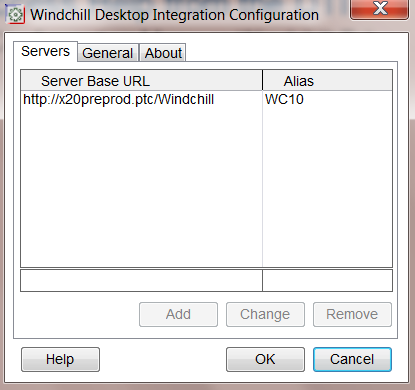 Windchill Desktop Integration Configuration
Servers General About
Server Base URL Alias
http://x20preprod.ptc/Windchill WC10
Add Change Remove
Help OK Cancel